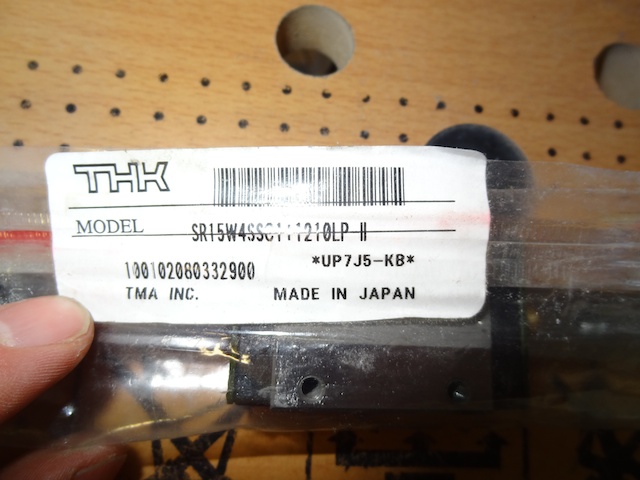 THK
MODEL SR15W4SSC1+1210LP-II
*UP7J5-KB*
100102080332900
TMA INC. MADE IN JAPAN